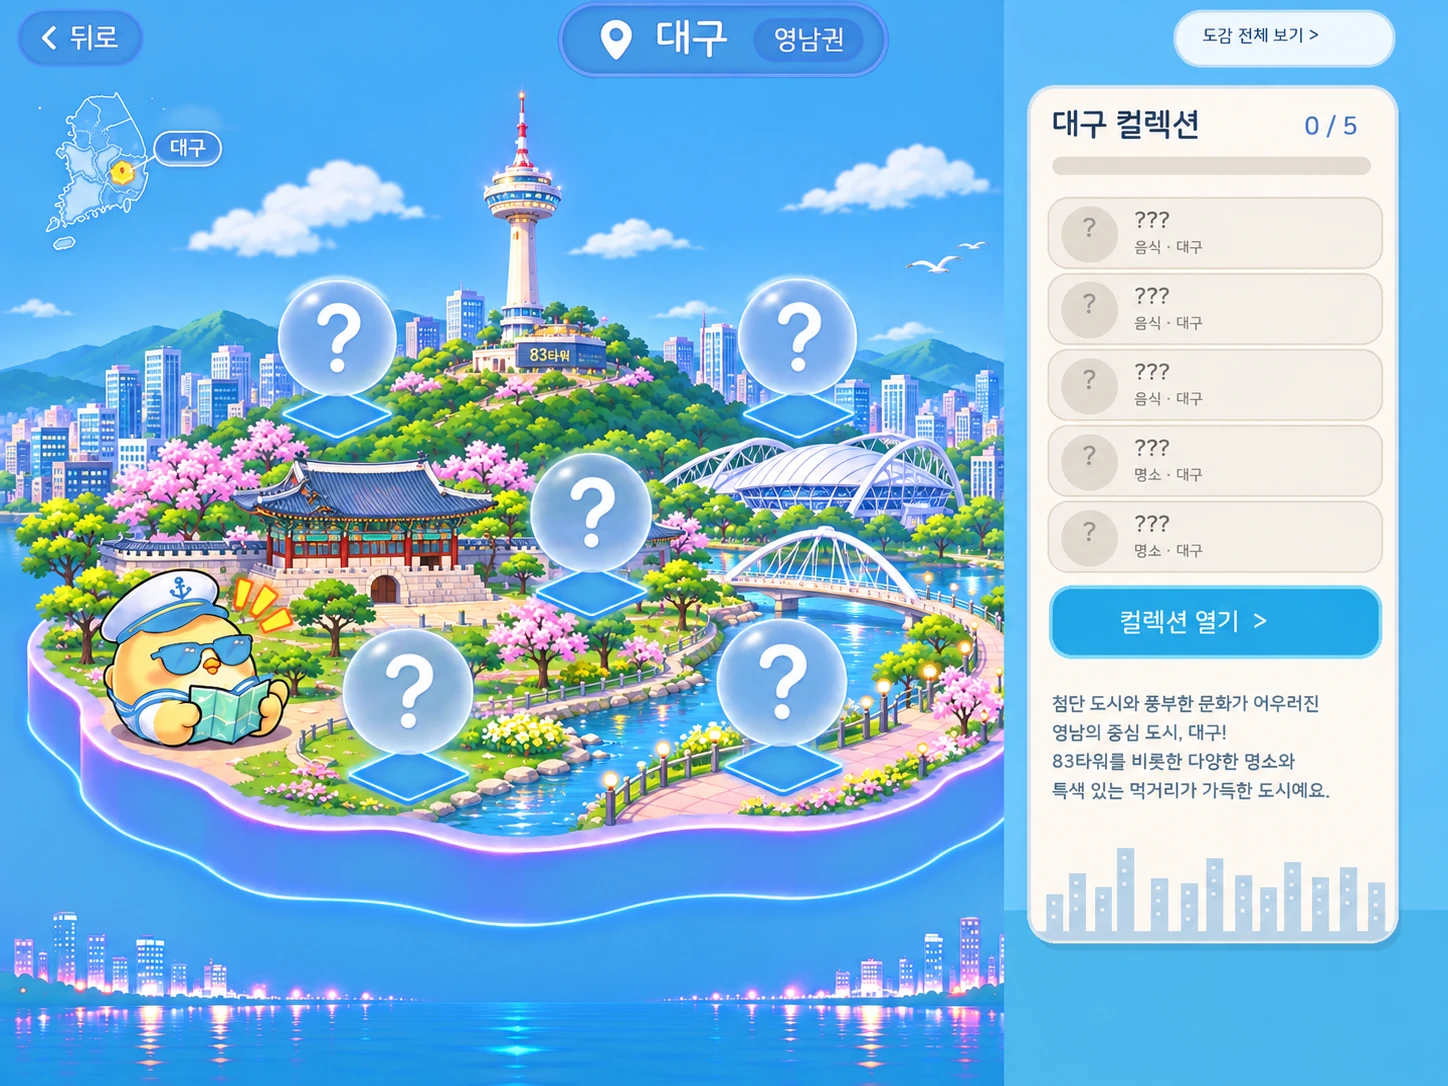 뒤로
대구 영남권
도감 전체 보기 >
대구
83타워
대구 컬렉션 0 / 5
?
?
?
?
?
? ???
음식 · 대구
? ???
음식 · 대구
? ???
음식 · 대구
? ???
명소 · 대구
? ???
명소 · 대구
컬렉션 열기 >
첨단 도시와 풍부한 문화가 어우러진
영남의 중심 도시, 대구!
83타워를 비롯한 다양한 명소와
특색 있는 먹거리가 가득한 도시예요.